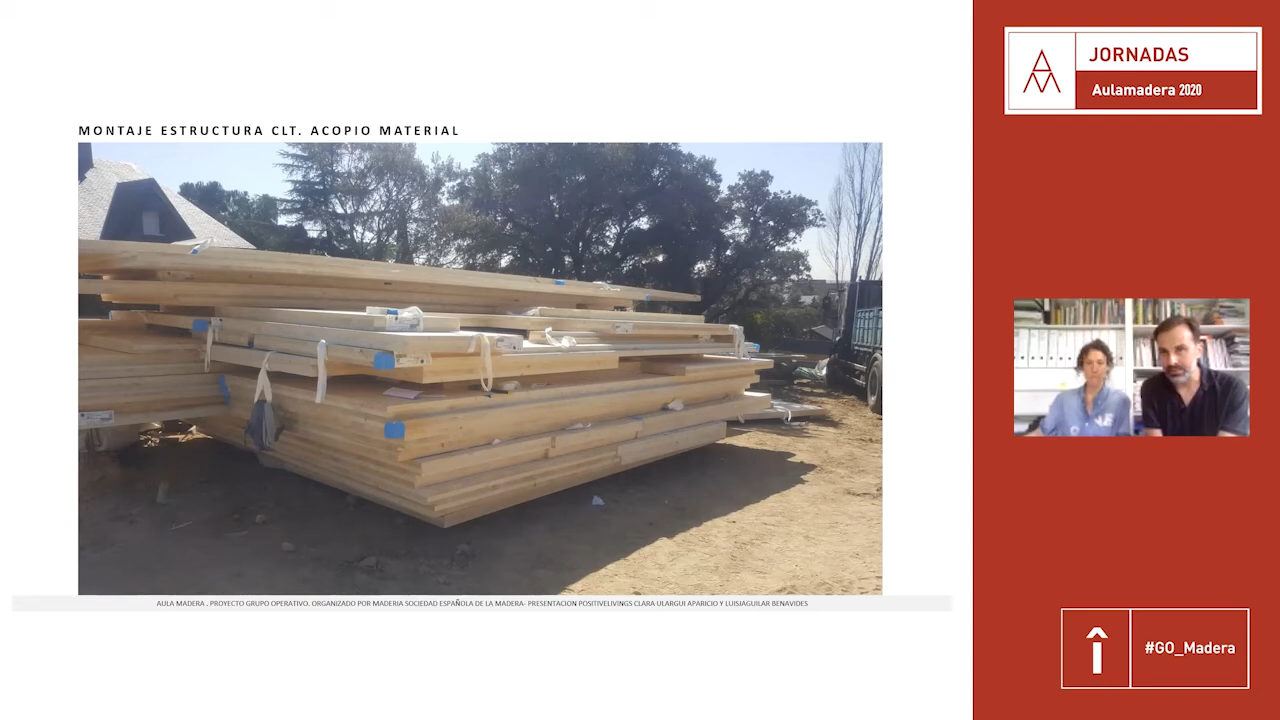 MONTAJE ESTRUCTURA CLT. ACOPIO MATERIAL
AULA MADERA . PROYECTO GRUPO OPERATIVO. ORGANIZADO POR MADERIA SOCIEDAD ESPAÑOLA DE LA MADERA- PRESENTACION POSITIVELIVINGS CLARA ULARGUI APARICIO Y LUISJAGUILAR BENAVIDES
JORNADAS
Aulamadera 2020
#GO_Madera